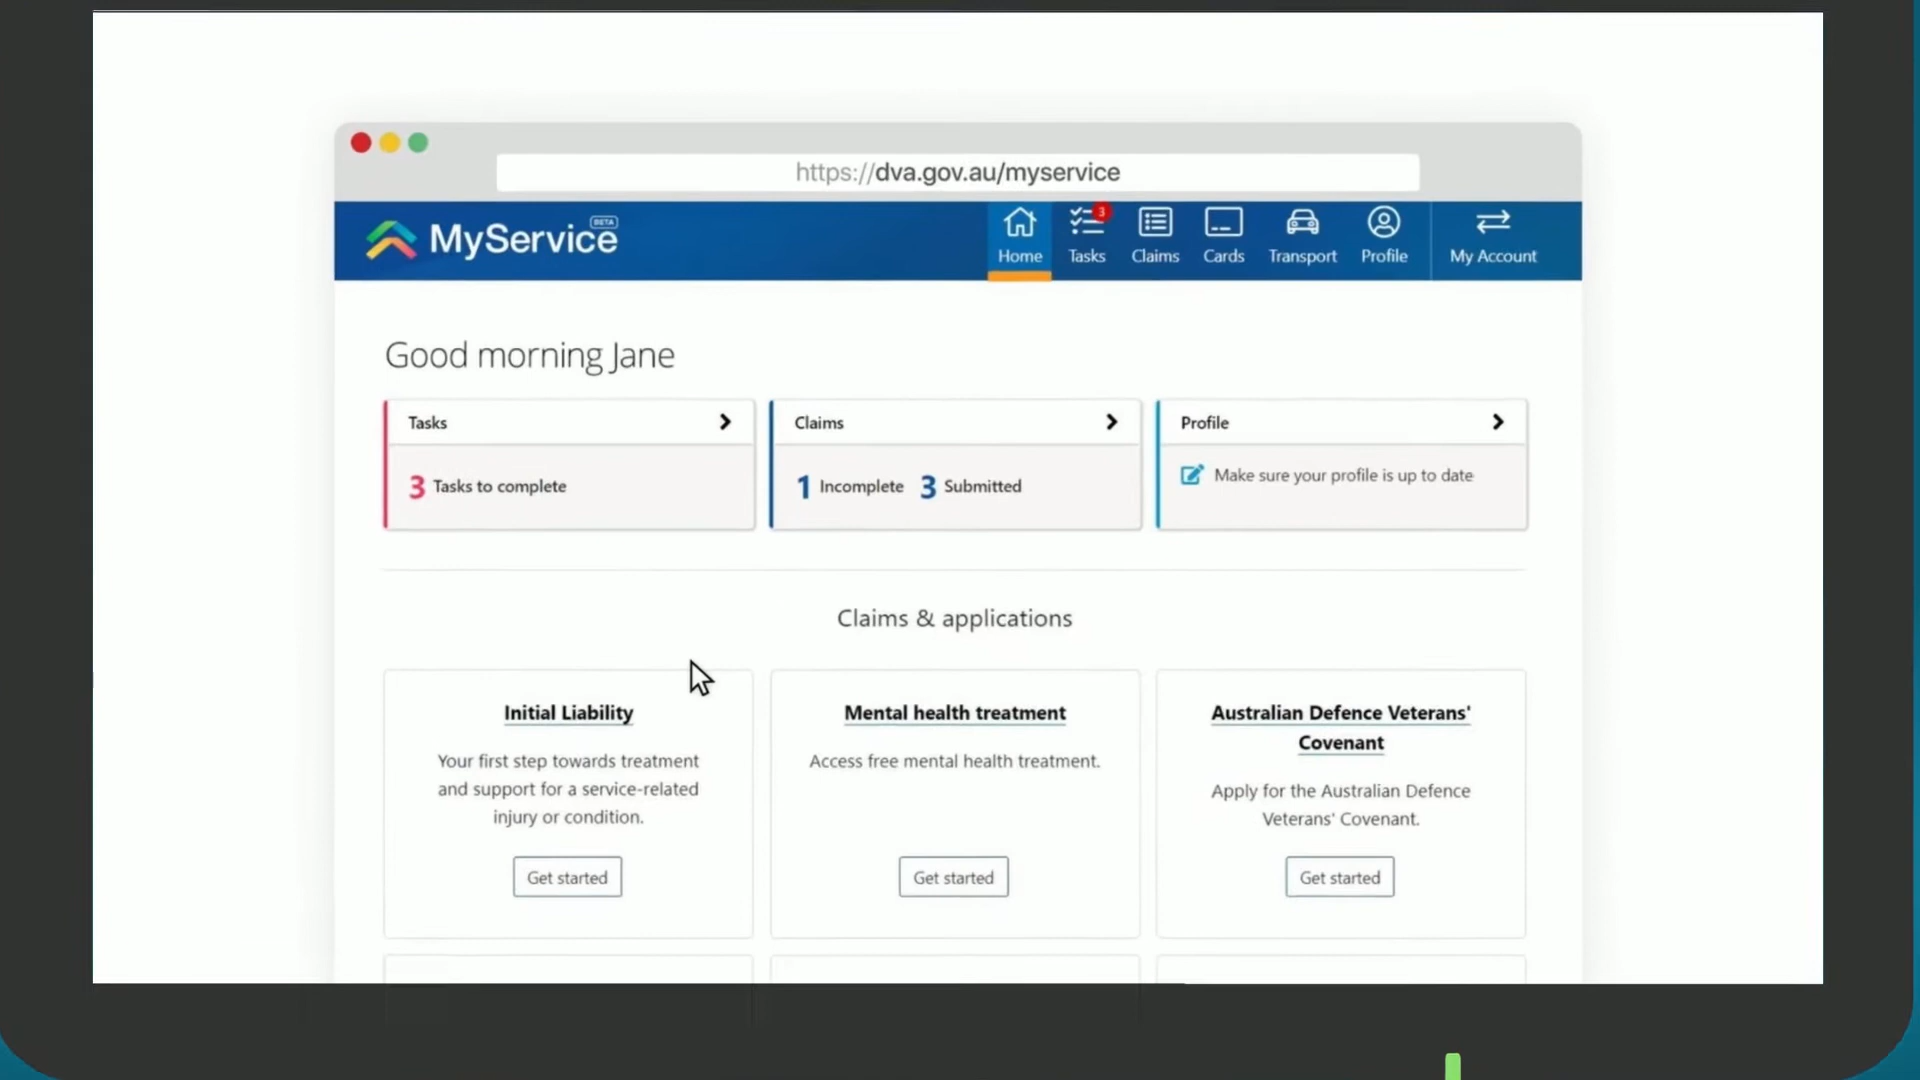 https://dva.gov.au/myservice
MyService BETA
3
Home Tasks Claims Cards Transport Profile My Account
Good morning Jane
Tasks
3 Tasks to complete
Claims
1 Incomplete 3 Submitted
Profile
Make sure your profile is up to date
Claims & applications
Initial Liability
Your first step towards treatment
and support for a service-related
injury or condition.
Get started
Mental health treatment
Access free mental health treatment.
Get started
Australian Defence Veterans'
Covenant
Apply for the Australian Defence
Veterans' Covenant.
Get started